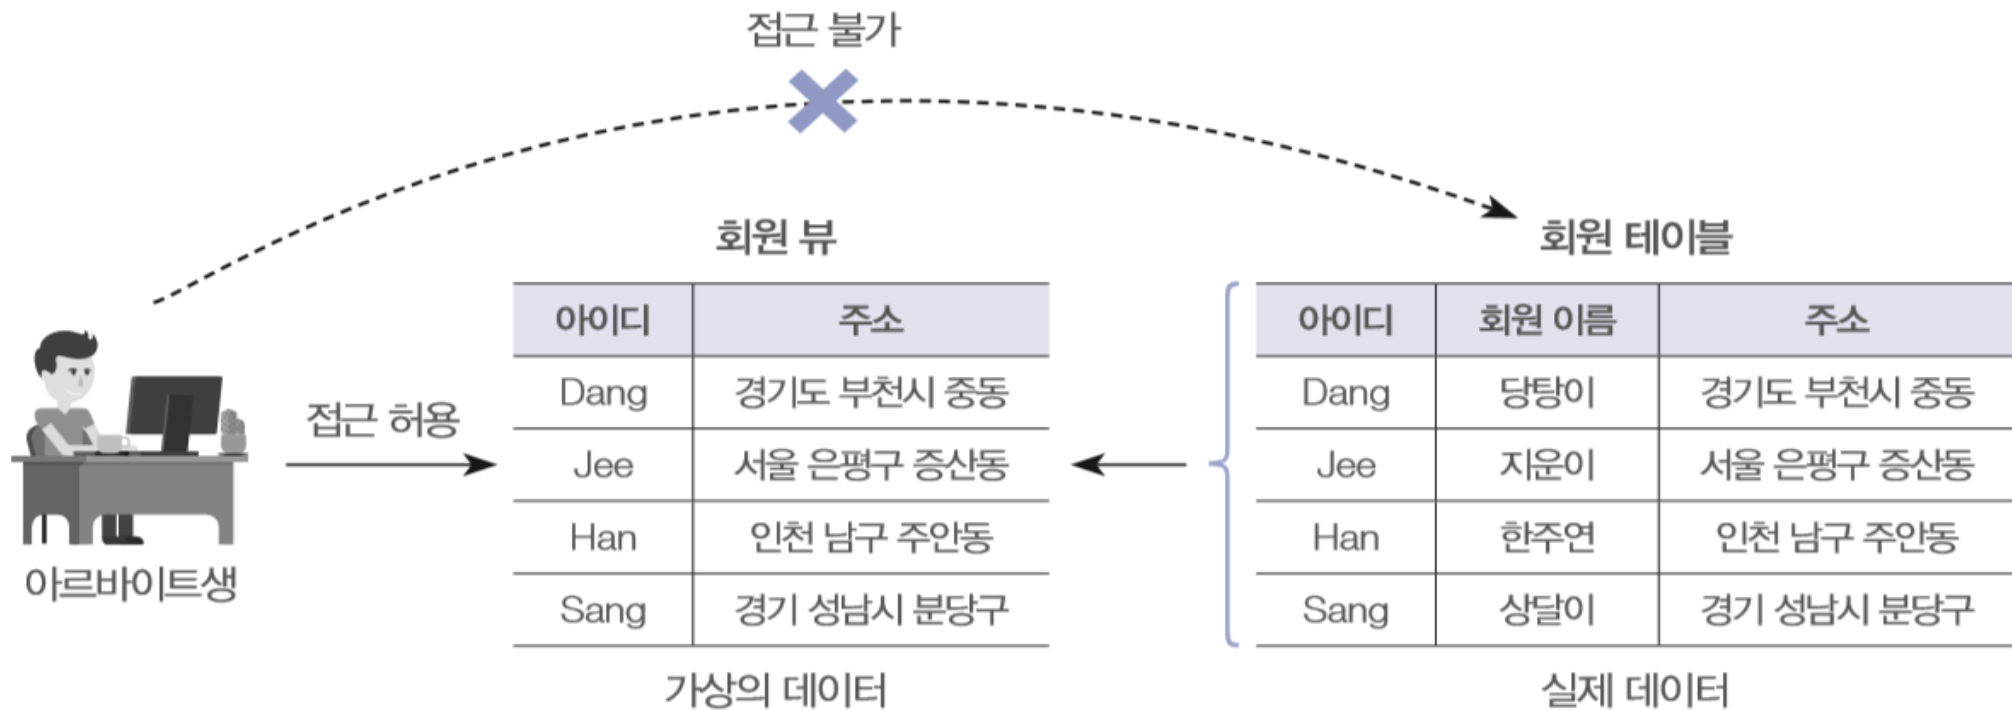 접근 불가
회원 뷰
회원 테이블
아이디 주소
Dang 경기도 부천시 중동
Jee 서울 은평구 증산동
Han 인천 남구 주안동
Sang 경기 성남시 분당구
가상의 데이터
아이디 회원 이름 주소
Dang 당탕이 경기도 부천시 중동
Jee 지운이 서울 은평구 증산동
Han 한주연 인천 남구 주안동
Sang 상달이 경기 성남시 분당구
실제 데이터
접근 허용
아르바이트생